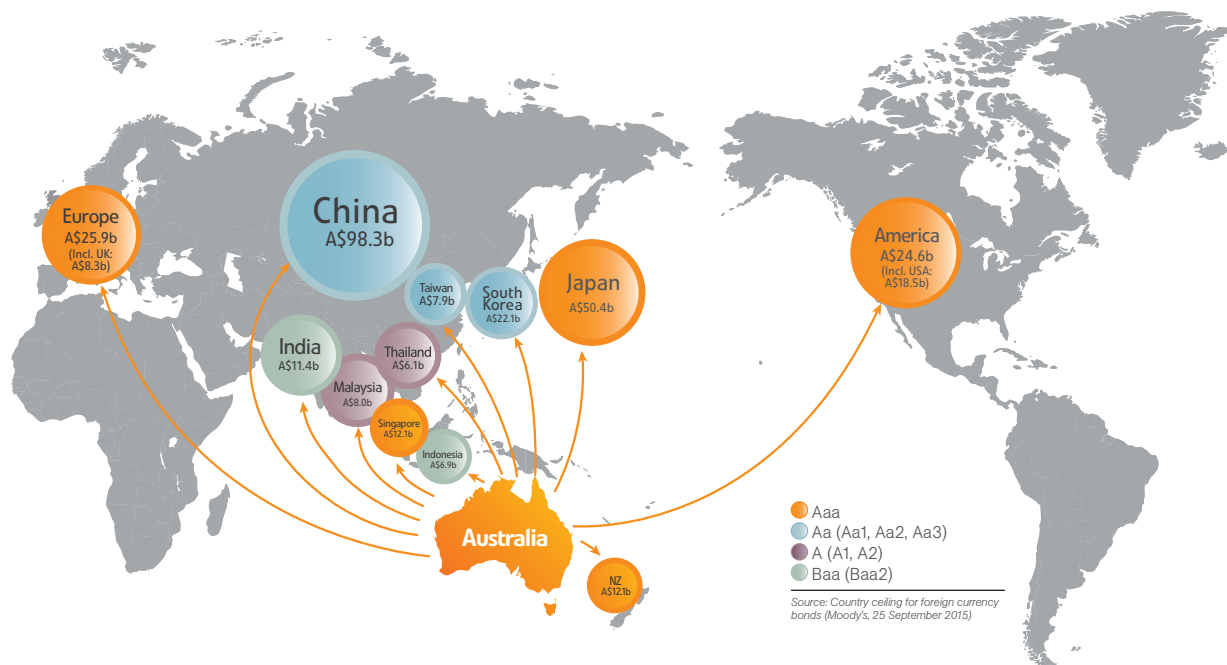 Europe
A$25.9b
(Incl. UK:
A$8.3b)
China
A$98.3b
Taiwan
A$7.9b
South
Korea
A$22.1b
Japan
A$50.4b
America
A$24.6b
(Incl. USA:
A$18.5b)
India
A$11.4b
Thailand
A$6.1b
Malaysia
A$8.0b
Singapore
A$12.1b
Indonesia
A$6.9b
Australia
NZ
A$12.1b
Aaa
Aa (Aa1, Aa2, Aa3)
A (A1, A2)
Baa (Baa2)
Source: Country ceiling for foreign currency
bonds (Moody's, 25 September 2015)